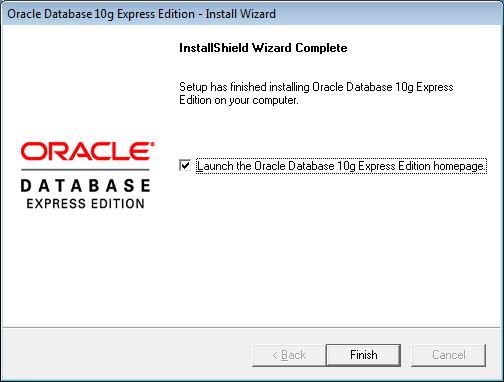 Oracle Database 10g Express Edition - Install Wizard
InstallShield Wizard Complete
Setup has finished installing Oracle Database 10g Express
Edition on your computer.
ORACLE®
DATABASE
EXPRESS EDITION
Launch the Oracle Database 10g Express Edition homepage.
< Back
Finish
Cancel